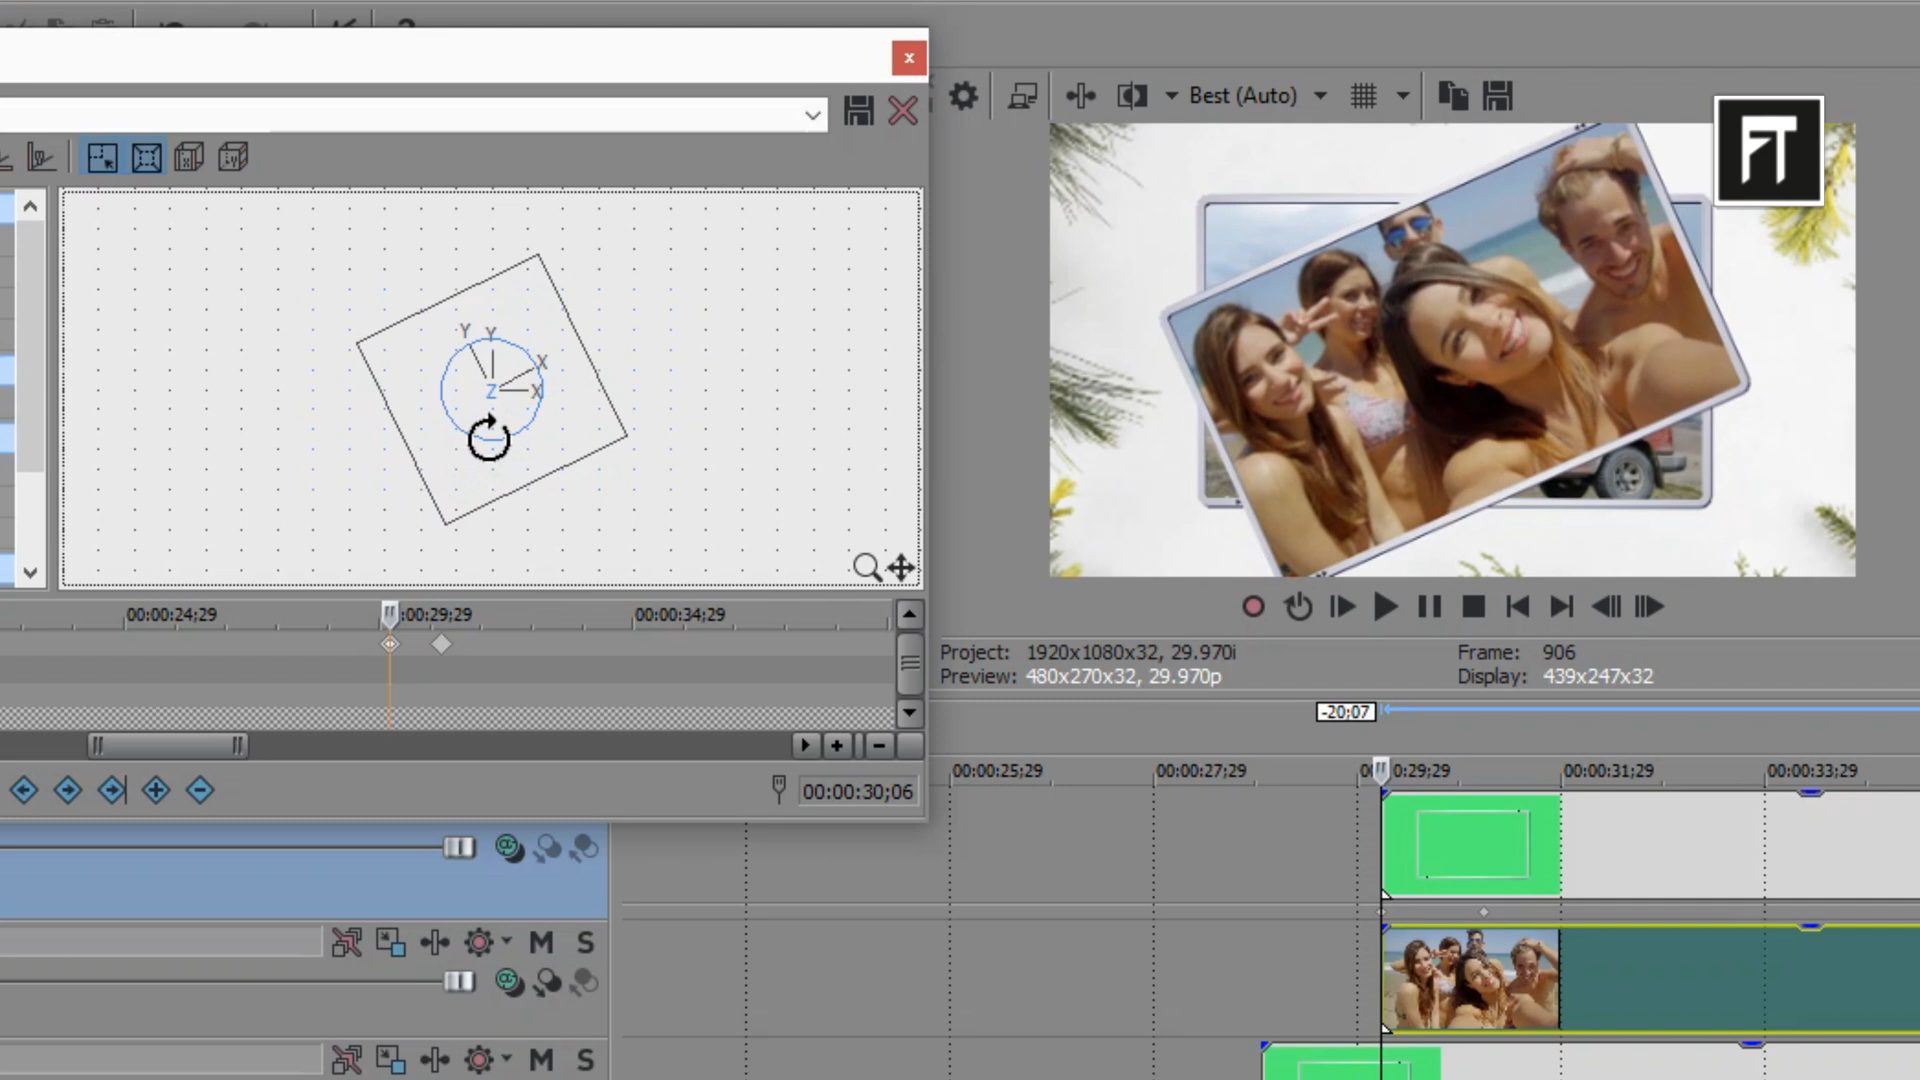 x
Best (Auto)
FT
Y Y
X
Z X
00:00:24;29
:00:29;29
00:00:34;29
Project: 1920x1080x32, 29.970i
Frame: 906
Preview: 480x270x32, 29.970p
Display: 439x247x32
-20;07
00:00:30;06
00:00:25;29
00:00:27;29
0:29;29
00:00:31;29
00:00:33;29
M S
M S